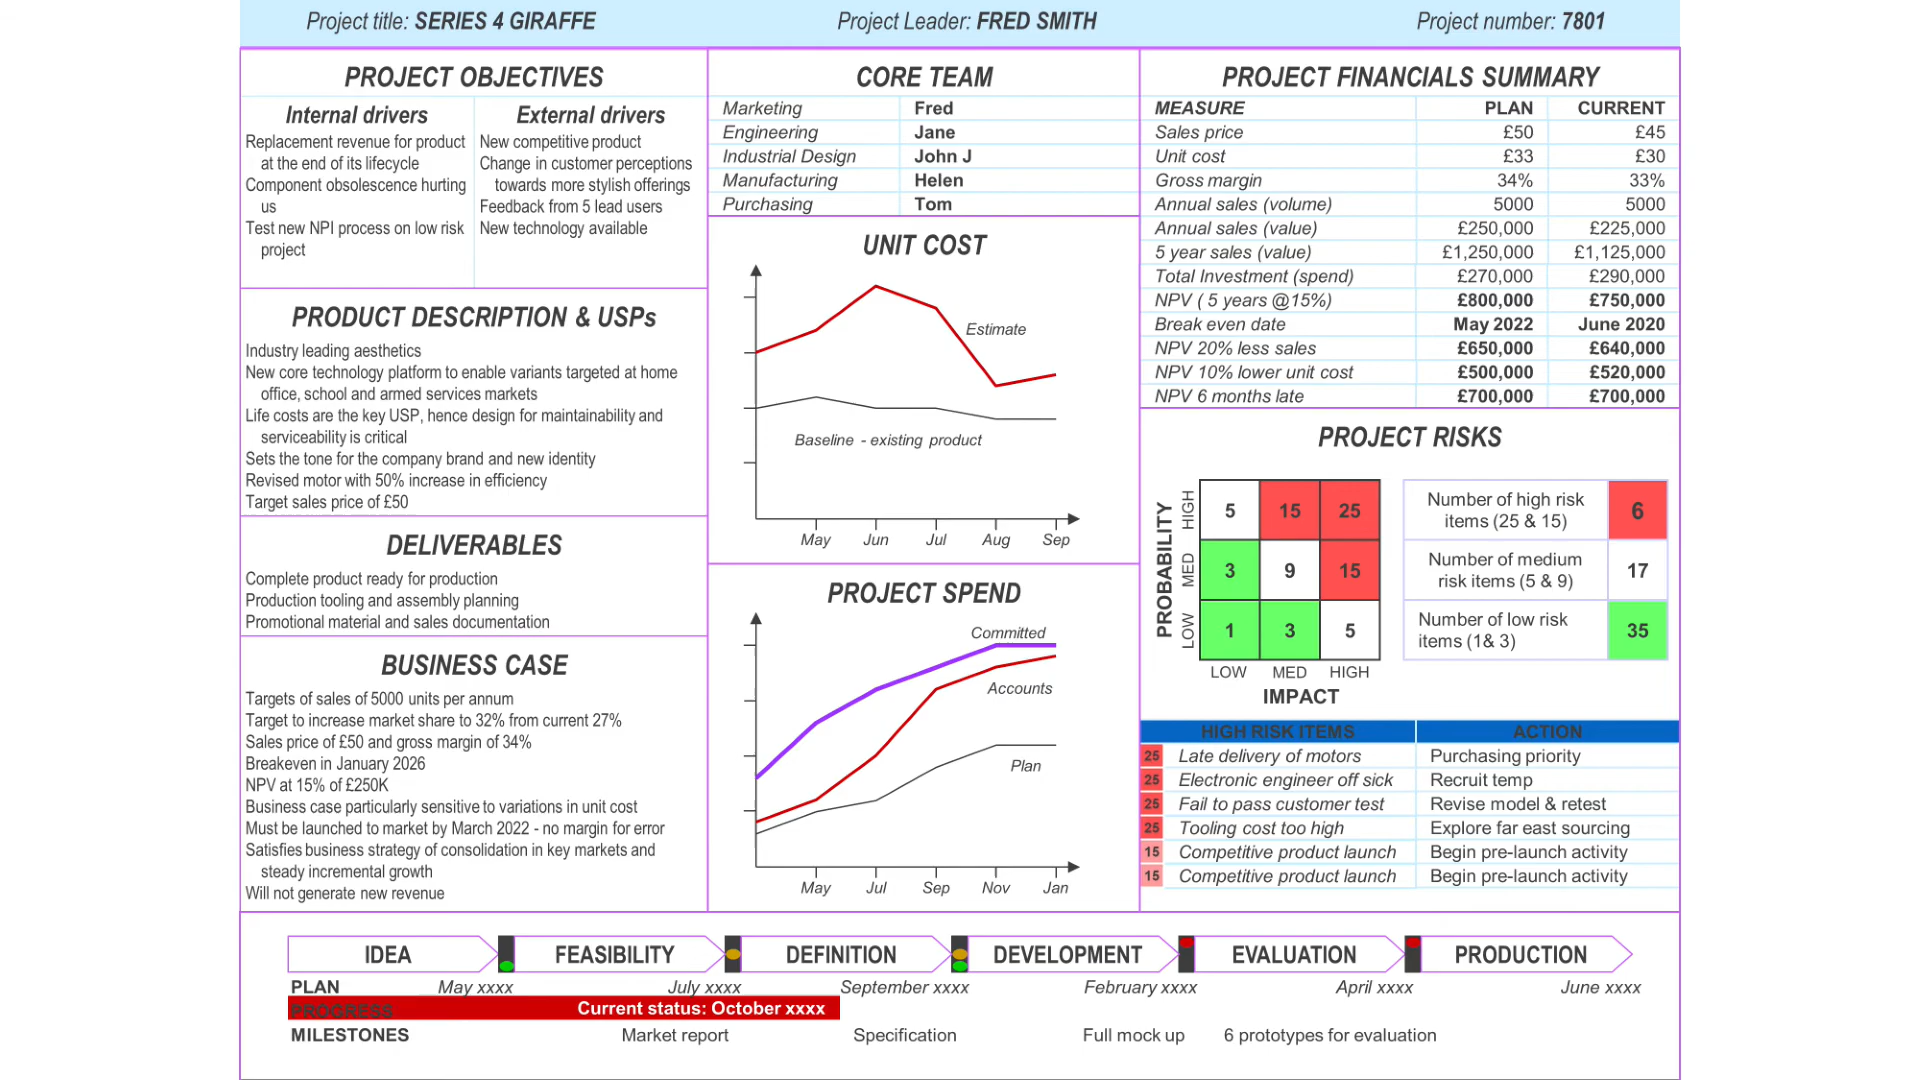 Project title: SERIES 4 GIRAFFE
Project Leader: FRED SMITH
Project number: 7801
PROJECT OBJECTIVES
Internal drivers
Replacement revenue for product
at the end of its lifecycle
Component obsolescence hurting
us
Test new NPI process on low risk
project
External drivers
New competitive product
Change in customer perceptions
towards more stylish offerings
Feedback from 5 lead users
New technology available
PRODUCT DESCRIPTION & USPs
Industry leading aesthetics
New core technology platform to enable variants targeted at home
office, school and armed services markets
Life costs are the key USP, hence design for maintainability and
serviceability is critical
Sets the tone for the company brand and new identity
Revised motor with 50% increase in efficiency
Target sales price of £50
DELIVERABLES
Complete product ready for production
Production tooling and assembly planning
Promotional material and sales documentation
BUSINESS CASE
Targets of sales of 5000 units per annum
Target to increase market share to 32% from current 27%
Sales price of £50 and gross margin of 34%
Breakeven in January 2026
NPV at 15% of £250K
Business case particularly sensitive to variations in unit cost
Must be launched to market by March 2022 - no margin for error
Satisfies business strategy of consolidation in key markets and
steady incremental growth
Will not generate new revenue
CORE TEAM
Marketing Fred
Engineering Jane
Industrial Design John J
Manufacturing Helen
Purchasing Tom
UNIT COST
Estimate
Baseline - existing product
May Jun Jul Aug Sep
PROJECT SPEND
Committed
Accounts
Plan
May Jul Sep Nov Jan
PROJECT FINANCIALS SUMMARY
MEASURE PLAN CURRENT
Sales price £50 £45
Unit cost £33 £30
Gross margin 34% 33%
Annual sales (volume) 5000 5000
Annual sales (value) £250,000 £225,000
5 year sales (value) £1,250,000 £1,125,000
Total Investment (spend) £270,000 £290,000
NPV ( 5 years @15%) £800,000 £750,000
Break even date May 2022 June 2020
NPV 20% less sales £650,000 £640,000
NPV 10% lower unit cost £500,000 £520,000
NPV 6 months late £700,000 £700,000
PROJECT RISKS
PROBABILITY
HIGH 5 15 25
MED 3 9 15
LOW 1 3 5
LOW MED HIGH
IMPACT
Number of high risk
items (25 & 15) 6
Number of medium
risk items (5 & 9) 17
Number of low risk
items (1& 3) 35
HIGH RISK ITEMS ACTION
25 Late delivery of motors Purchasing priority
25 Electronic engineer off sick Recruit temp
25 Fail to pass customer test Revise model & retest
25 Tooling cost too high Explore far east sourcing
15 Competitive product launch Begin pre-launch activity
15 Competitive product launch Begin pre-launch activity
IDEA FEASIBILITY DEFINITION DEVELOPMENT EVALUATION PRODUCTION
PLAN May xxxx July xxxx September xxxx February xxxx April xxxx June xxxx
PROGRESS Current status: October xxxx
MILESTONES Market report Specification Full mock up 6 prototypes for evaluation